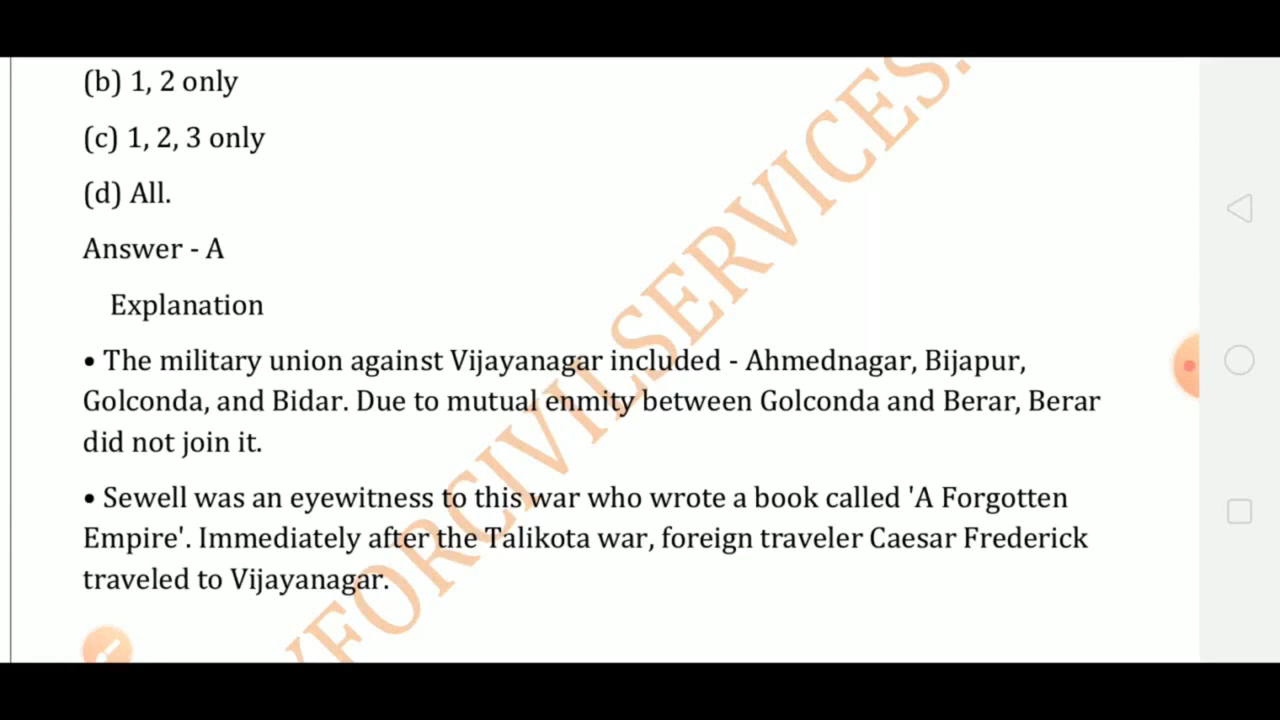 (b) 1, 2 only
(c) 1, 2, 3 only
(d) All.
Answer - A
Explanation
• The military union against Vijayanagar included - Ahmednagar, Bijapur,
Golconda, and Bidar. Due to mutual enmity between Golconda and Berar, Berar
did not join it.
• Sewell was an eyewitness to this war who wrote a book called 'A Forgotten
Empire'. Immediately after the Talikota war, foreign traveler Caesar Frederick
traveled to Vijayanagar.
YFORCIVILSERVICES.